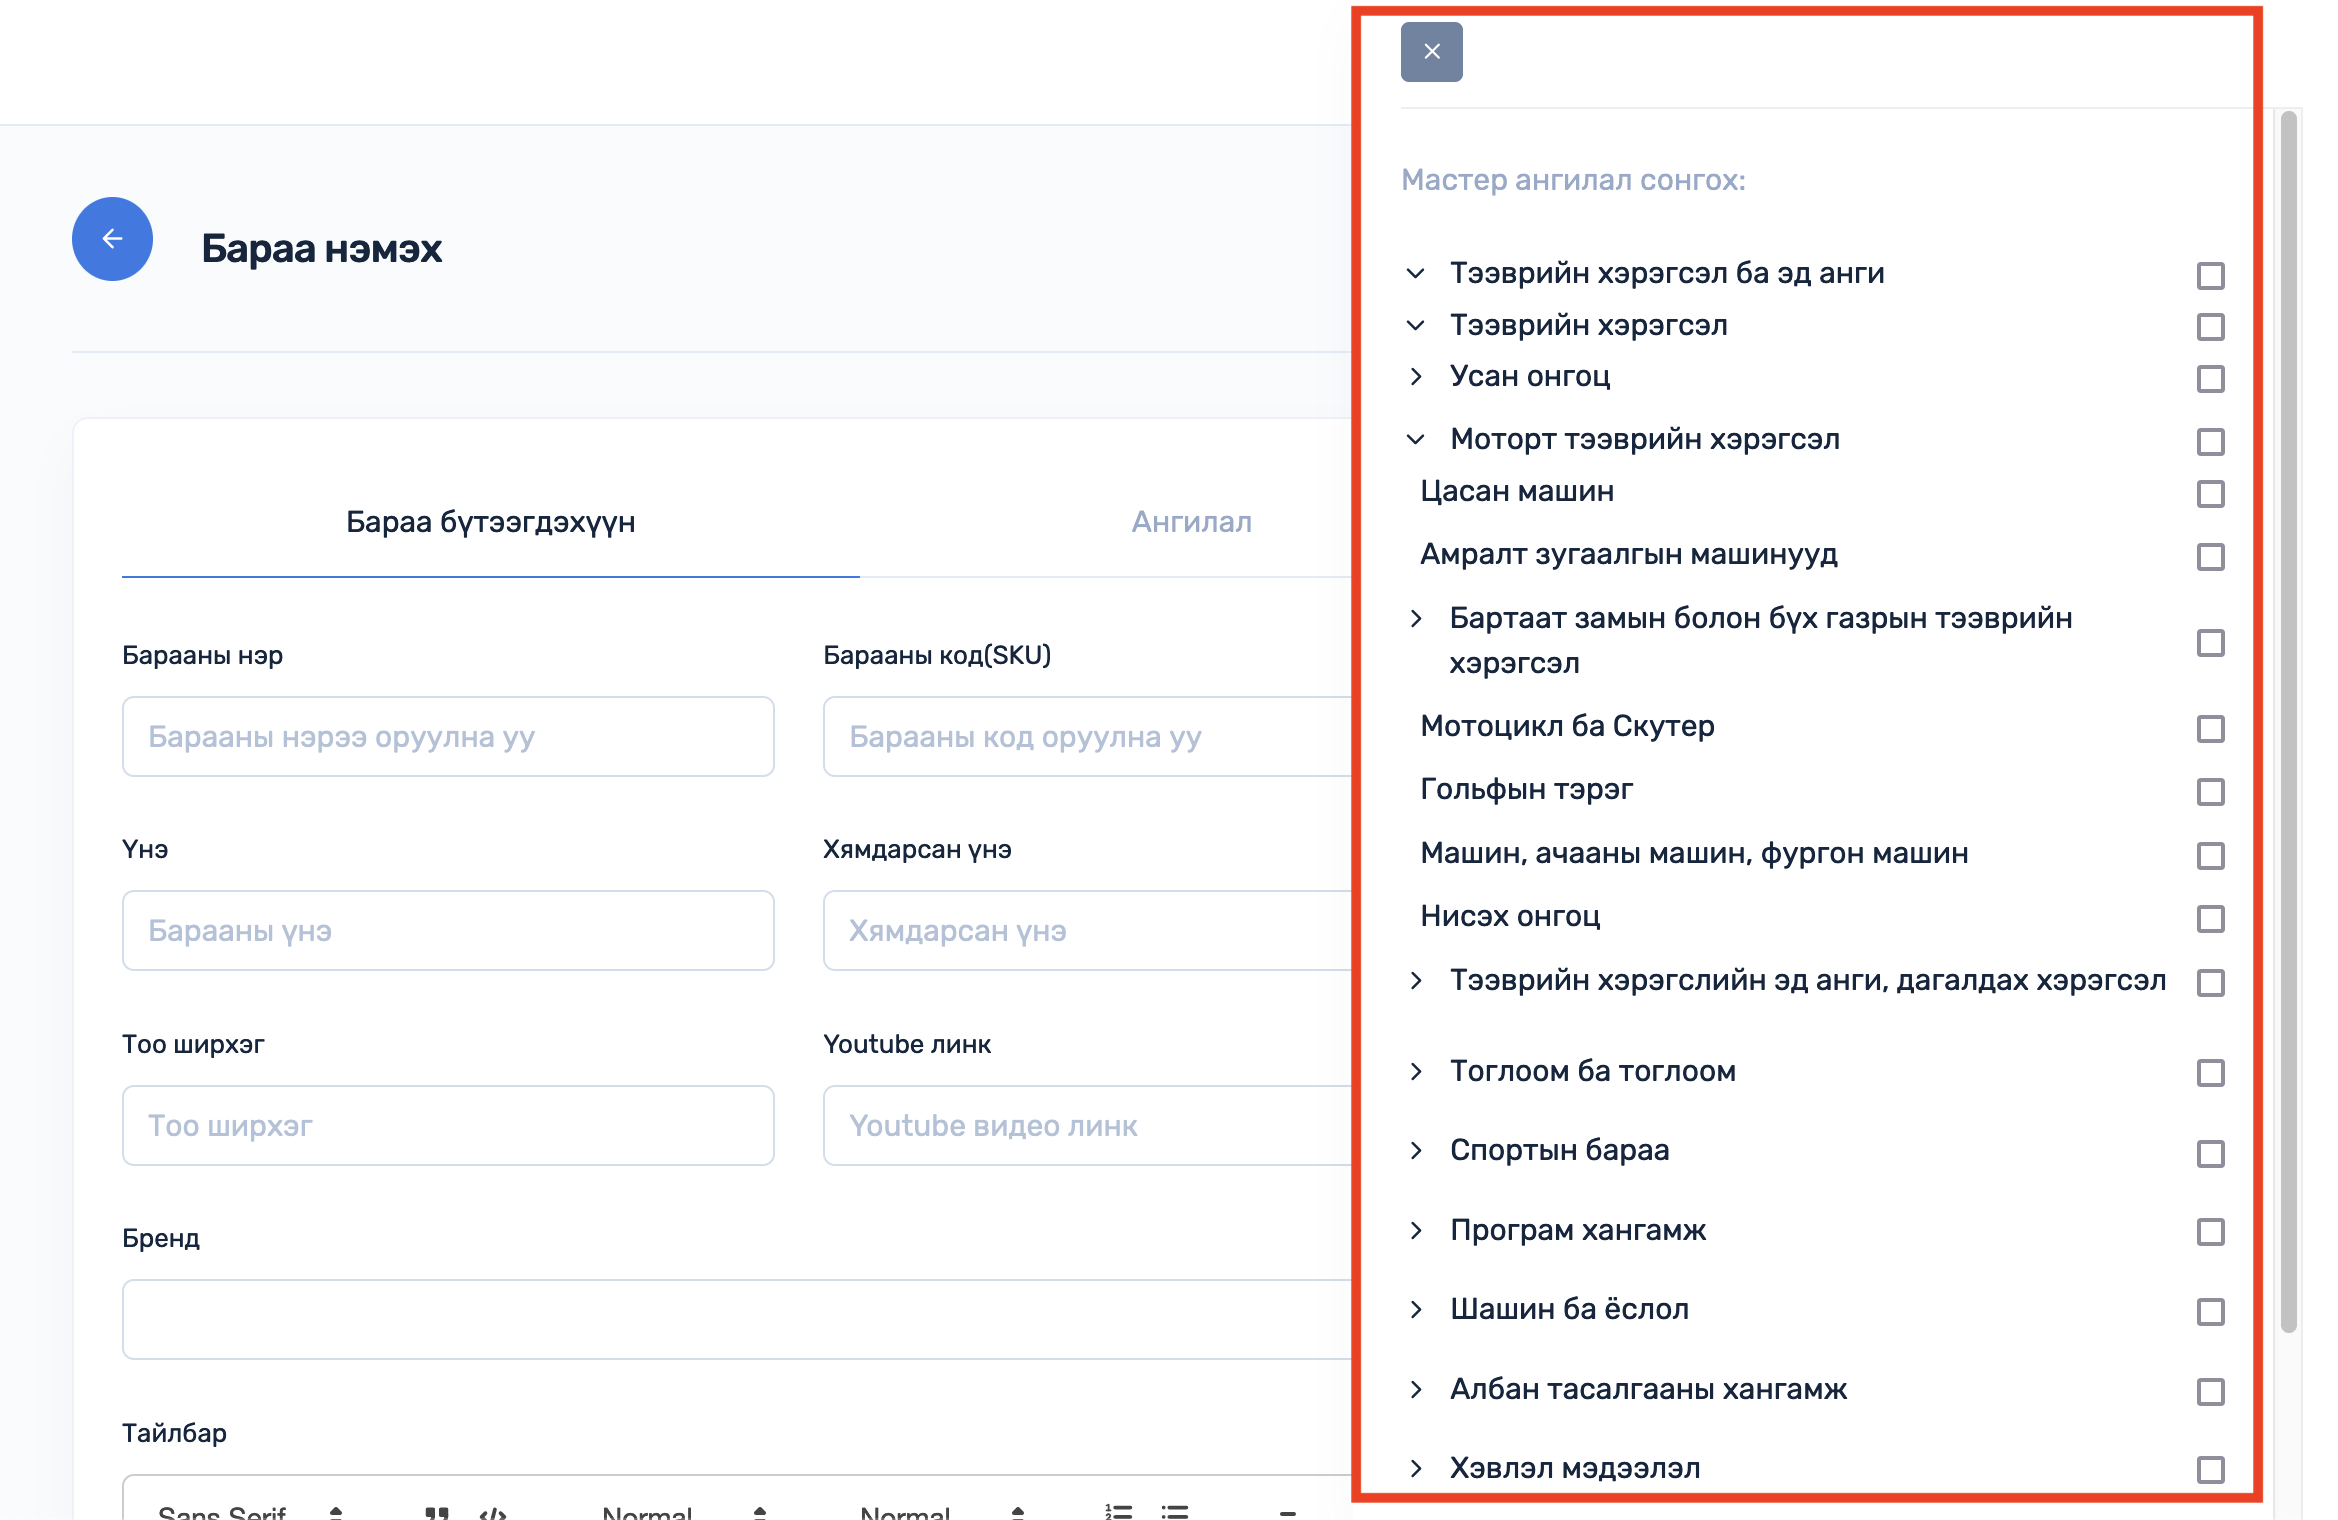 Бараа нэмэх
Бараа бүтээгдэхүүн
Ангилал
Барааны нэр
Барааны код(SKU)
Барааны нэрээ оруулна уу
Барааны код оруулна уу
Үнэ
Хямдарсан үнэ
Барааны үнэ
Хямдарсан үнэ
Тоо ширхэг
Youtube линк
Тоо ширхэг
Youtube видео линк
Бренд
Тайлбар
Sans Serif
Normal
Normal
Мастер ангилал сонгох:
Тээврийн хэрэгсэл ба эд анги
Тээврийн хэрэгсэл
Усан онгоц
Моторт тээврийн хэрэгсэл
Цасан машин
Амралт зугаалгын машинууд
Бартаат замын болон бүх газрын тээврийн
хэрэгсэл
Мотоцикл ба Скутер
Гольфын тэрэг
Машин, ачааны машин, фургон машин
Нисэх онгоц
Тээврийн хэрэгслийн эд анги, дагалдах хэрэгсэл
Тоглоом ба тоглоом
Спортын бараа
Програм хангамж
Шашин ба ёслол
Албан тасалгааны хангамж
Хэвлэл мэдээлэл